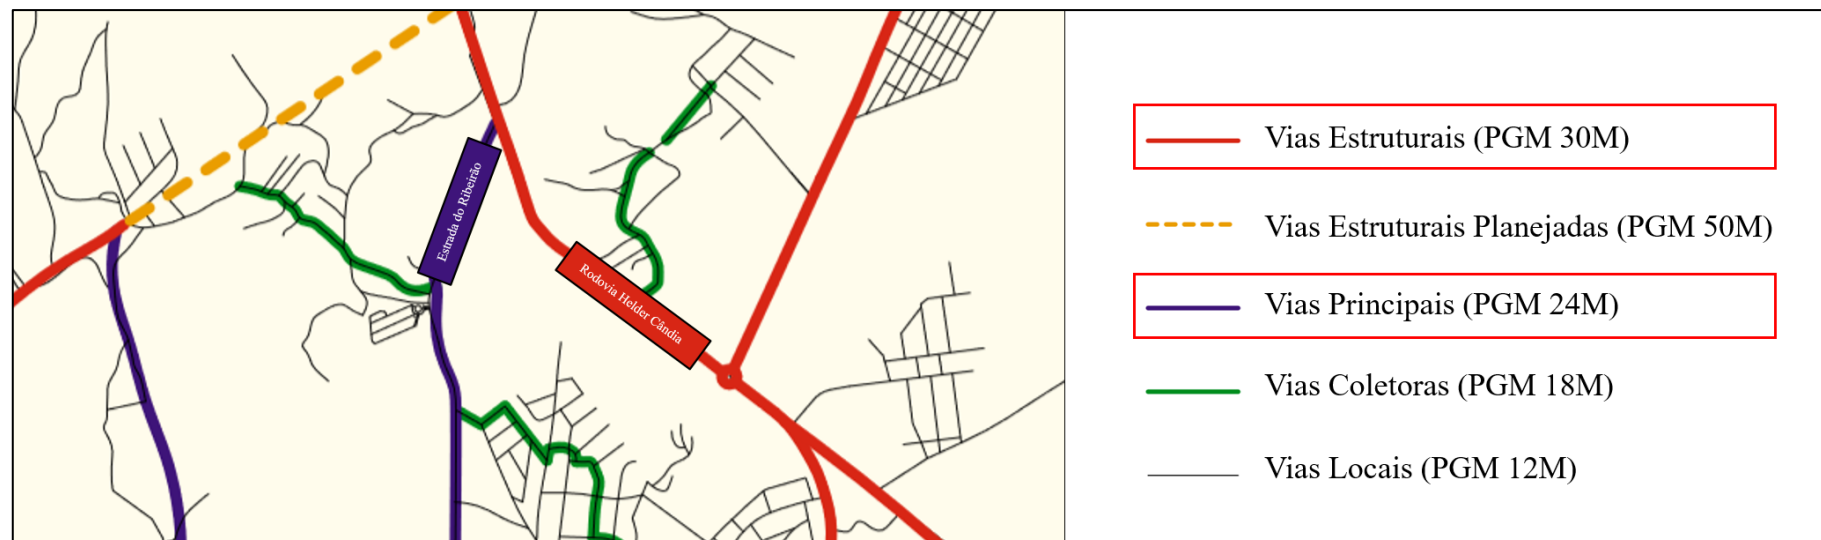 Estrada do Ribeirão
Rodovia Helder Cândia
Vias Estruturais (PGM 30M)
Vias Estruturais Planejadas (PGM 50M)
Vias Principais (PGM 24M)
Vias Coletoras (PGM 18M)
Vias Locais (PGM 12M)